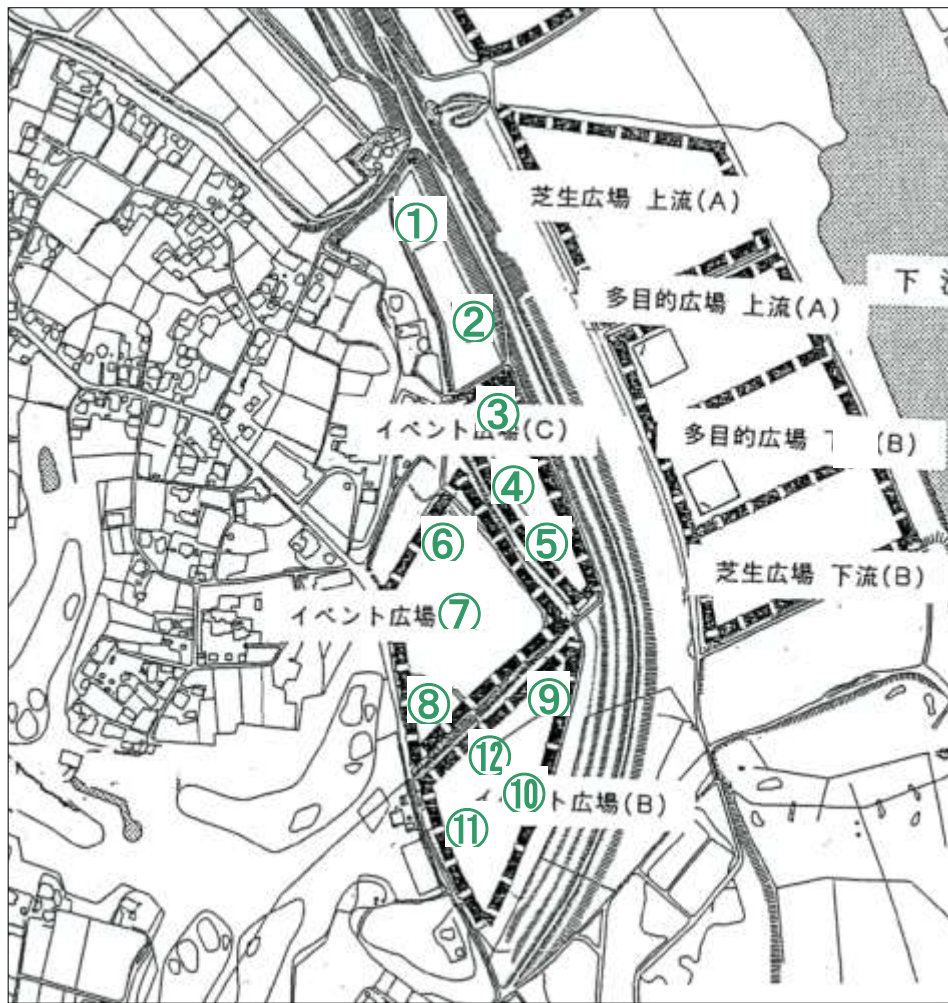 芝生広場 上流(A)
①
下
多目的広場 上流(A)
②
③
イベント広場(C)
多目的広場 下 (B)
④
⑥
⑤
芝生広場 下流(B)
イベント広場⑦
⑧
⑨
⑫
⑩
ト広場(B)
⑪